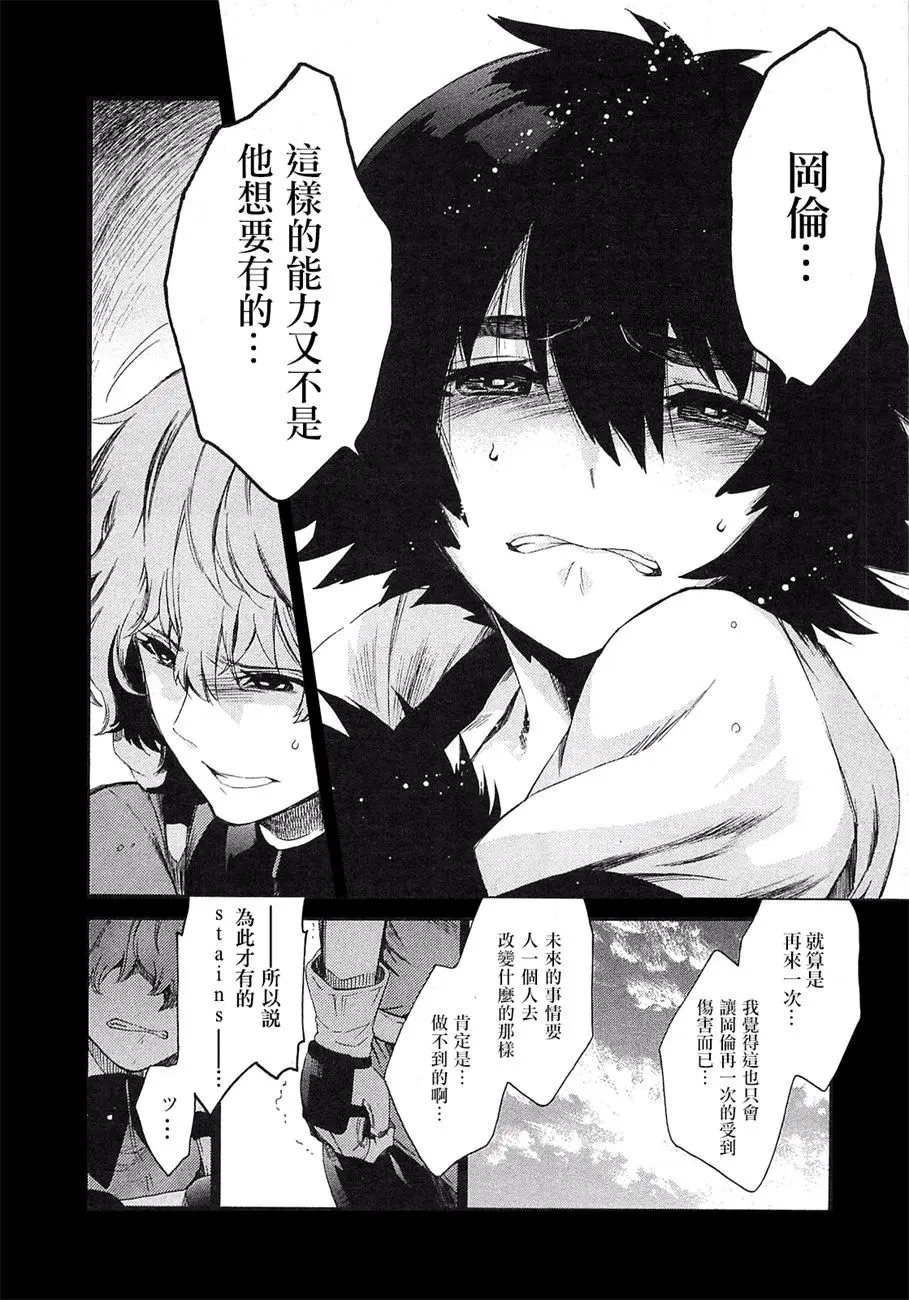 岡倫…
這樣的能力又不是
他想要有的…
就算是
再來一次…
我覺得這也只會
讓岡倫再一次的受到
傷害而已…
未來的事情要
人一個人去
改變什麼的那樣
肯定是…
做不到的啊…
——所以說
為此才有的
stains——…
ッ…